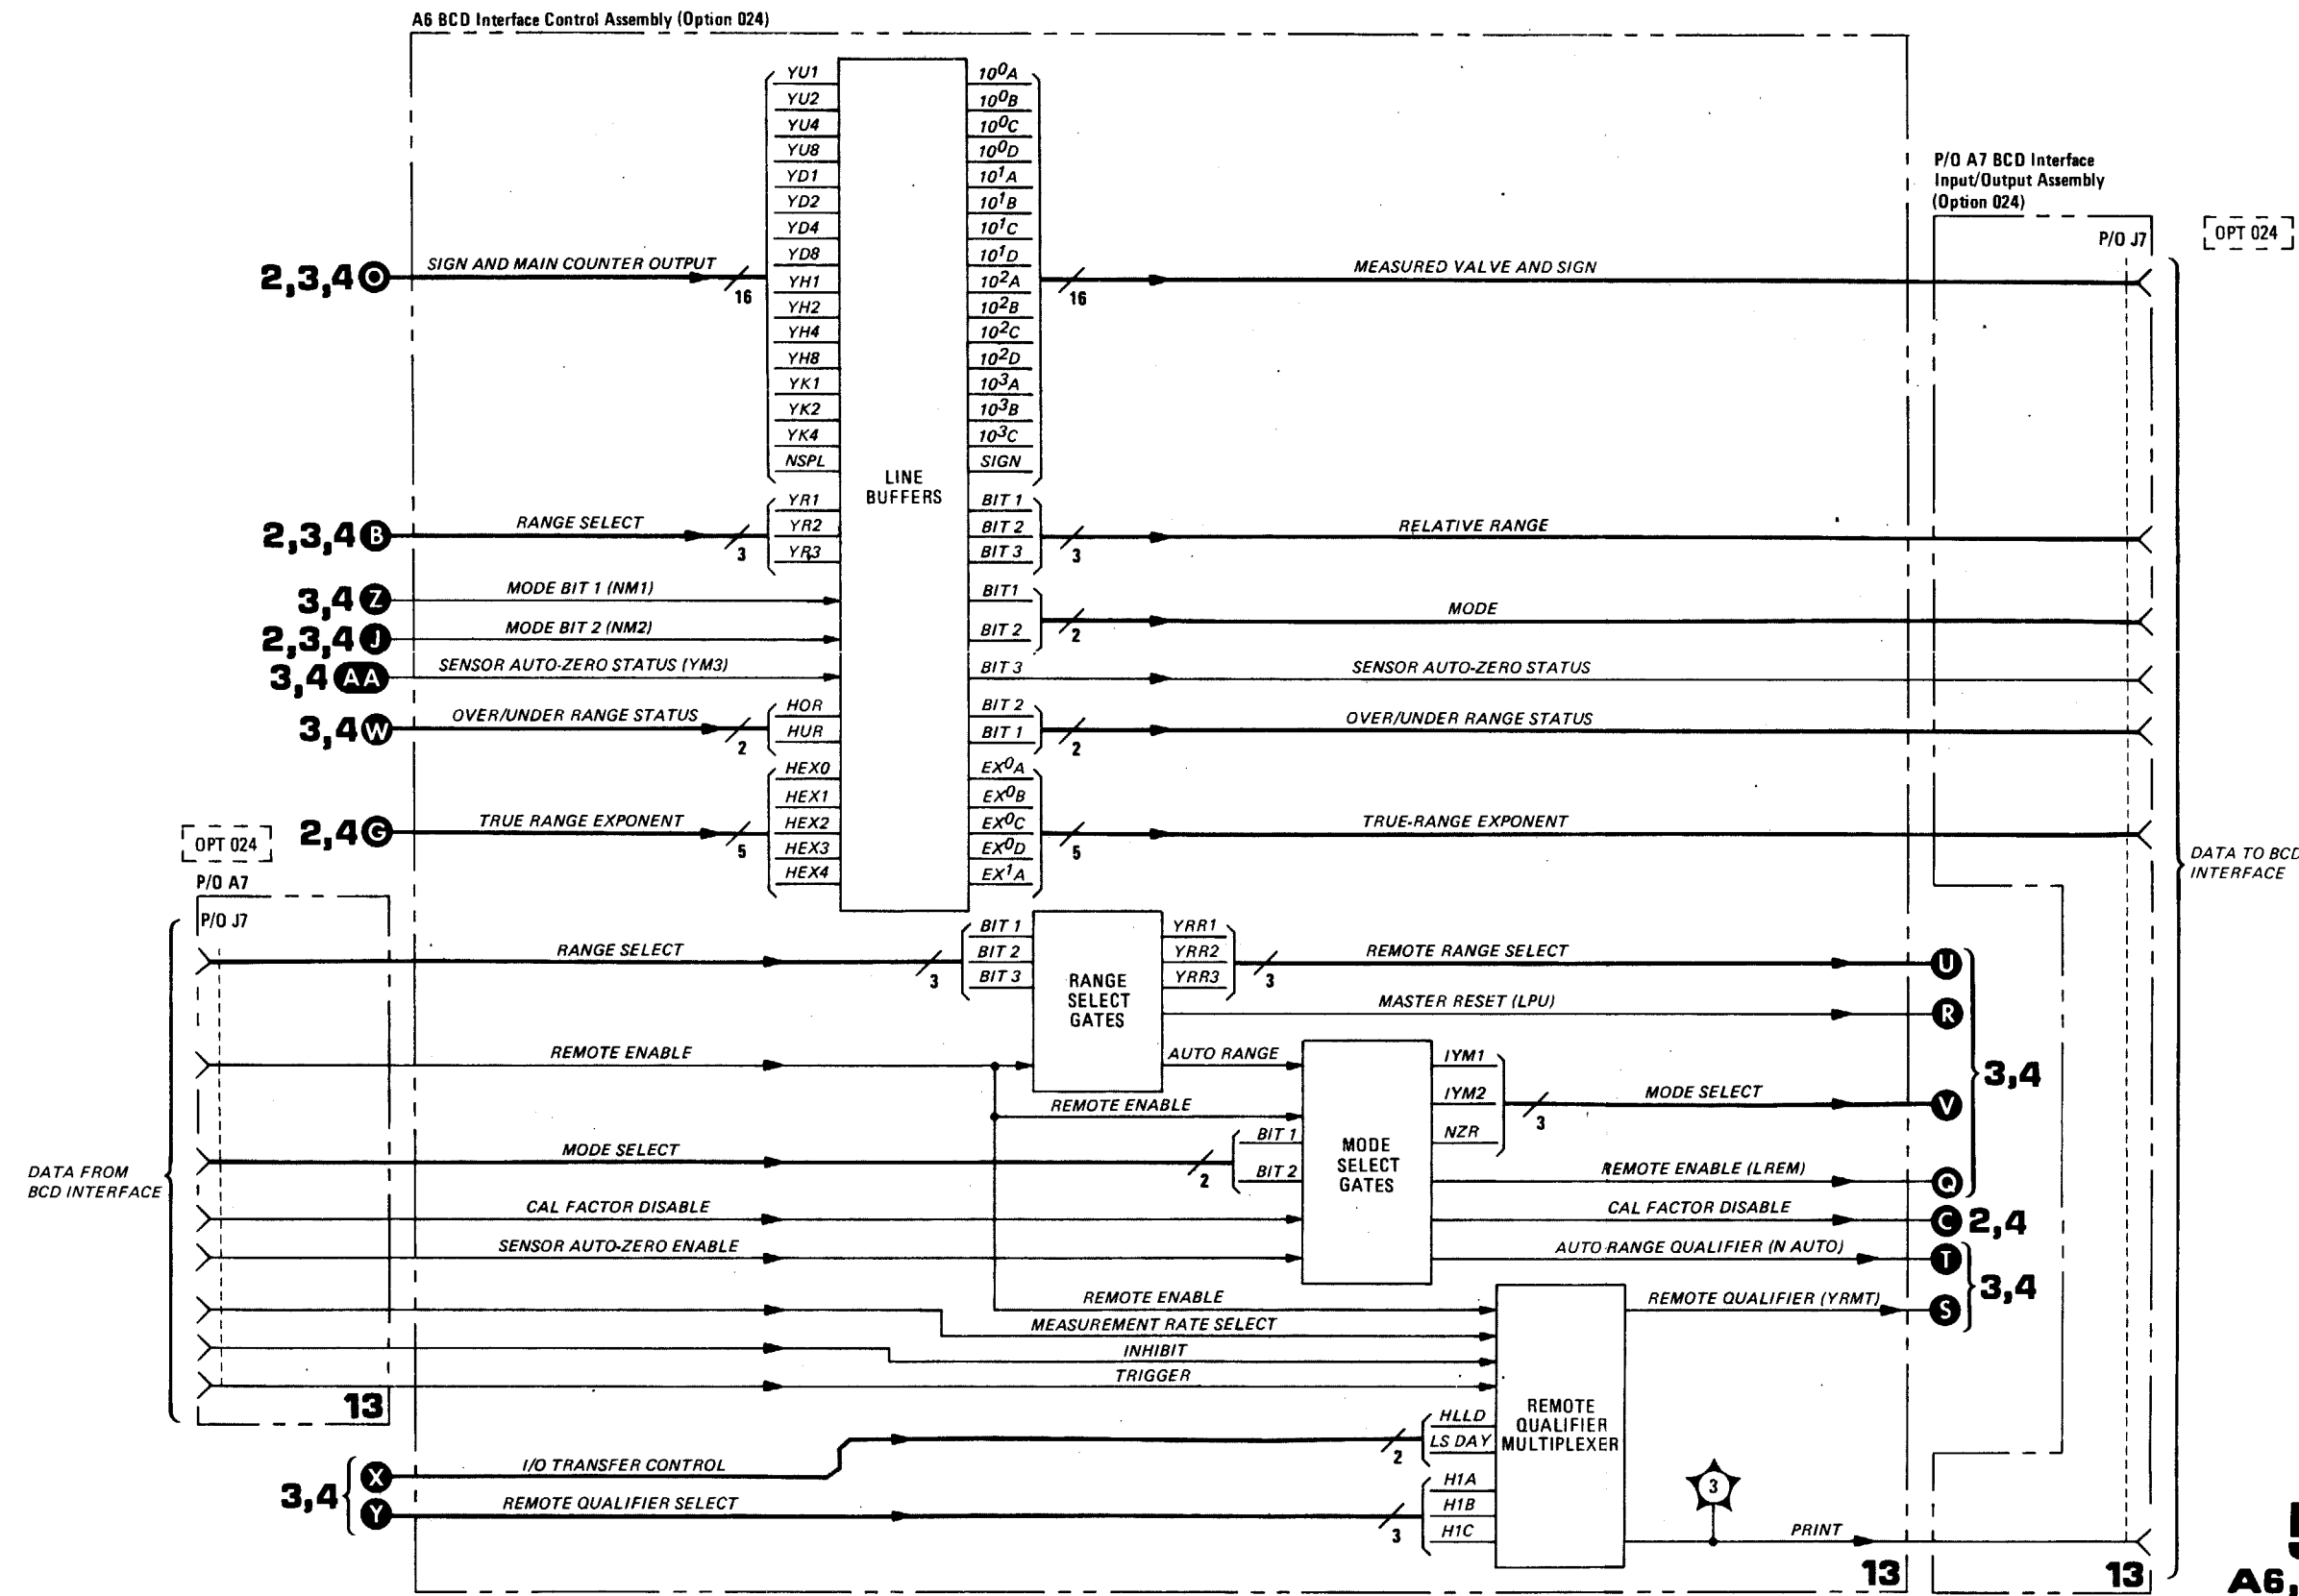 A6 BCD Interface Control Assembly (Option 024)
P/O A7 BCD Interface
Input/Output Assembly
(Option 024)
P/O J7
OPT 024
YU1
YU2
YU4
YU8
YD1
YD2
YD4
YD8
YH1
YH2
YH4
YH8
YK1
YK2
YK4
NSPL
10⁰A
10⁰B
10⁰C
10⁰D
10¹A
10¹B
10¹C
10¹D
10²A
10²B
10²C
10²D
10³A
10³B
10³C
SIGN
LINE
BUFFERS
2,3,4 O
SIGN AND MAIN COUNTER OUTPUT
16
16
MEASURED VALVE AND SIGN
2,3,4 B
RANGE SELECT
3
YR1
YR2
YR3
BIT 1
BIT 2
BIT 3
3
RELATIVE RANGE
3,4 Z
MODE BIT 1 (NM1)
2,3,4 J
MODE BIT 2 (NM2)
BIT1
BIT 2
2
MODE
3,4 AA
SENSOR AUTO-ZERO STATUS (YM3)
BIT 3
SENSOR AUTO-ZERO STATUS
3,4 W
OVER/UNDER RANGE STATUS
2
HOR
HUR
BIT 2
BIT 1
2
OVER/UNDER RANGE STATUS
2,4 G
TRUE RANGE EXPONENT
5
HEX0
HEX1
HEX2
HEX3
HEX4
EX⁰A
EX⁰B
EX⁰C
EX⁰D
EX¹A
5
TRUE-RANGE EXPONENT
DATA TO BCD
INTERFACE
OPT 024
P/O A7
P/O J7
DATA FROM
BCD INTERFACE
RANGE SELECT
3
BIT 1
BIT 2
BIT 3
RANGE
SELECT
GATES
YRR1
YRR2
YRR3
3
REMOTE RANGE SELECT
U
MASTER RESET (LPU)
R
REMOTE ENABLE
AUTO RANGE
REMOTE ENABLE
MODE SELECT
2
BIT 1
BIT 2
MODE
SELECT
GATES
IYM1
IYM2
NZR
3
MODE SELECT
V
3,4
REMOTE ENABLE (LREM)
Q
CAL FACTOR DISABLE
CAL FACTOR DISABLE
C 2,4
SENSOR AUTO-ZERO ENABLE
AUTO RANGE QUALIFIER (N AUTO)
T
3,4
REMOTE ENABLE
REMOTE QUALIFIER (YRMT)
S
MEASUREMENT RATE SELECT
INHIBIT
TRIGGER
13
REMOTE
QUALIFIER
MULTIPLEXER
HLLD
LS DAY
2
H1A
H1B
H1C
3
3,4
X
I/O TRANSFER CONTROL
Y
REMOTE QUALIFIER SELECT
3
PRINT
13
13
A6,